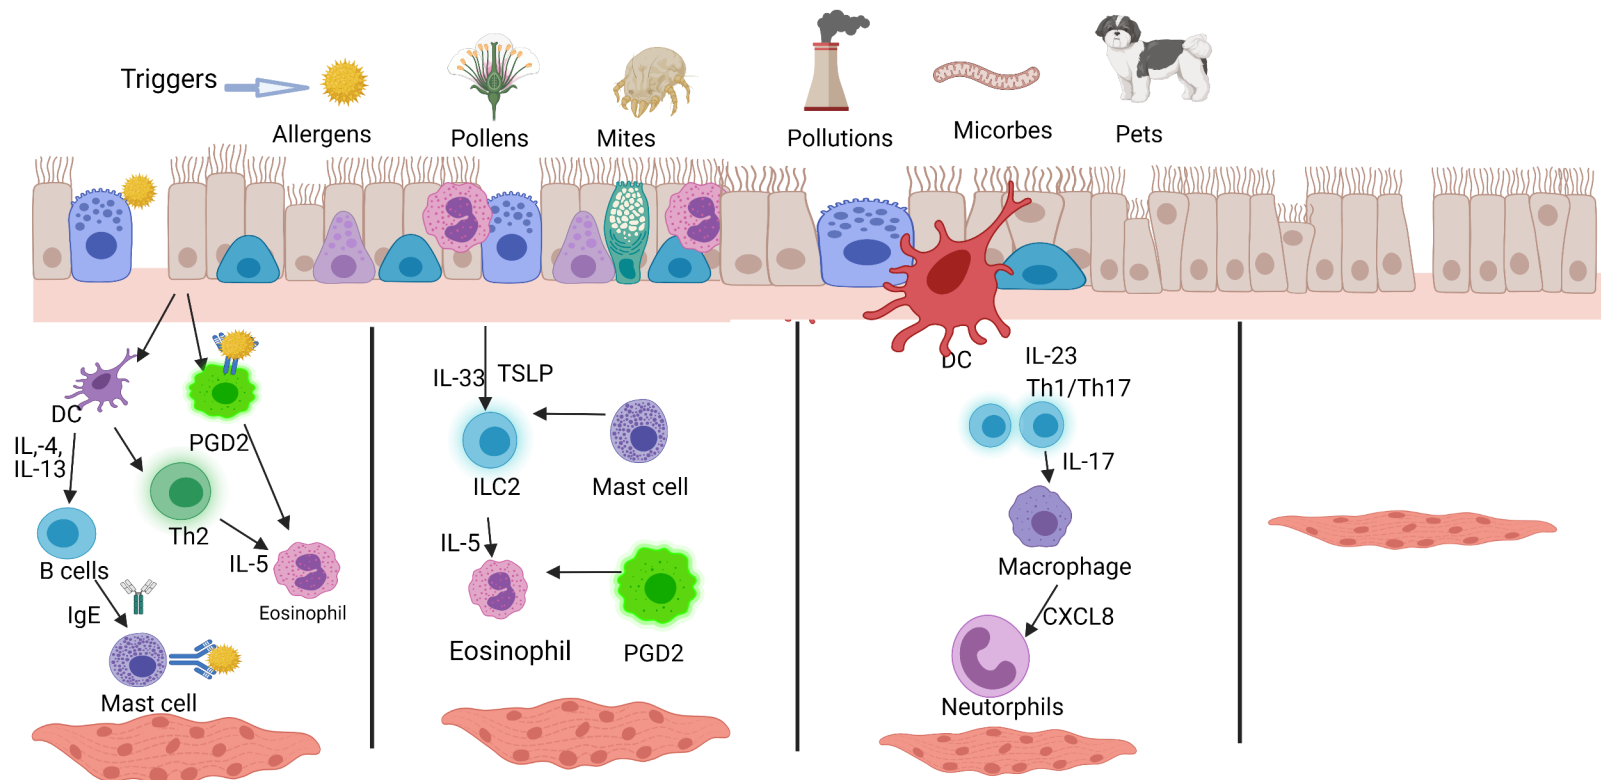 Triggers
Allergens
Pollens
Mites
Pollutions
Micorbes
Pets
DC
PGD2
IL,-4,
IL-13
Th2
IL-5
B cells
Eosinophil
IgE
Mast cell
IL-33
TSLP
ILC2
Mast cell
IL-5
Eosinophil
PGD2
DC
IL-23
Th1/Th17
IL-17
Macrophage
CXCL8
Neutorphils